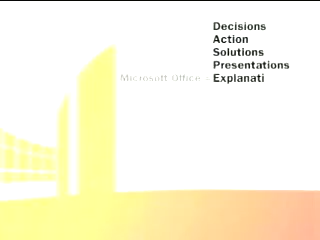 Decisions
Action
Solutions
Presentations
Microsoft Office - Explanati